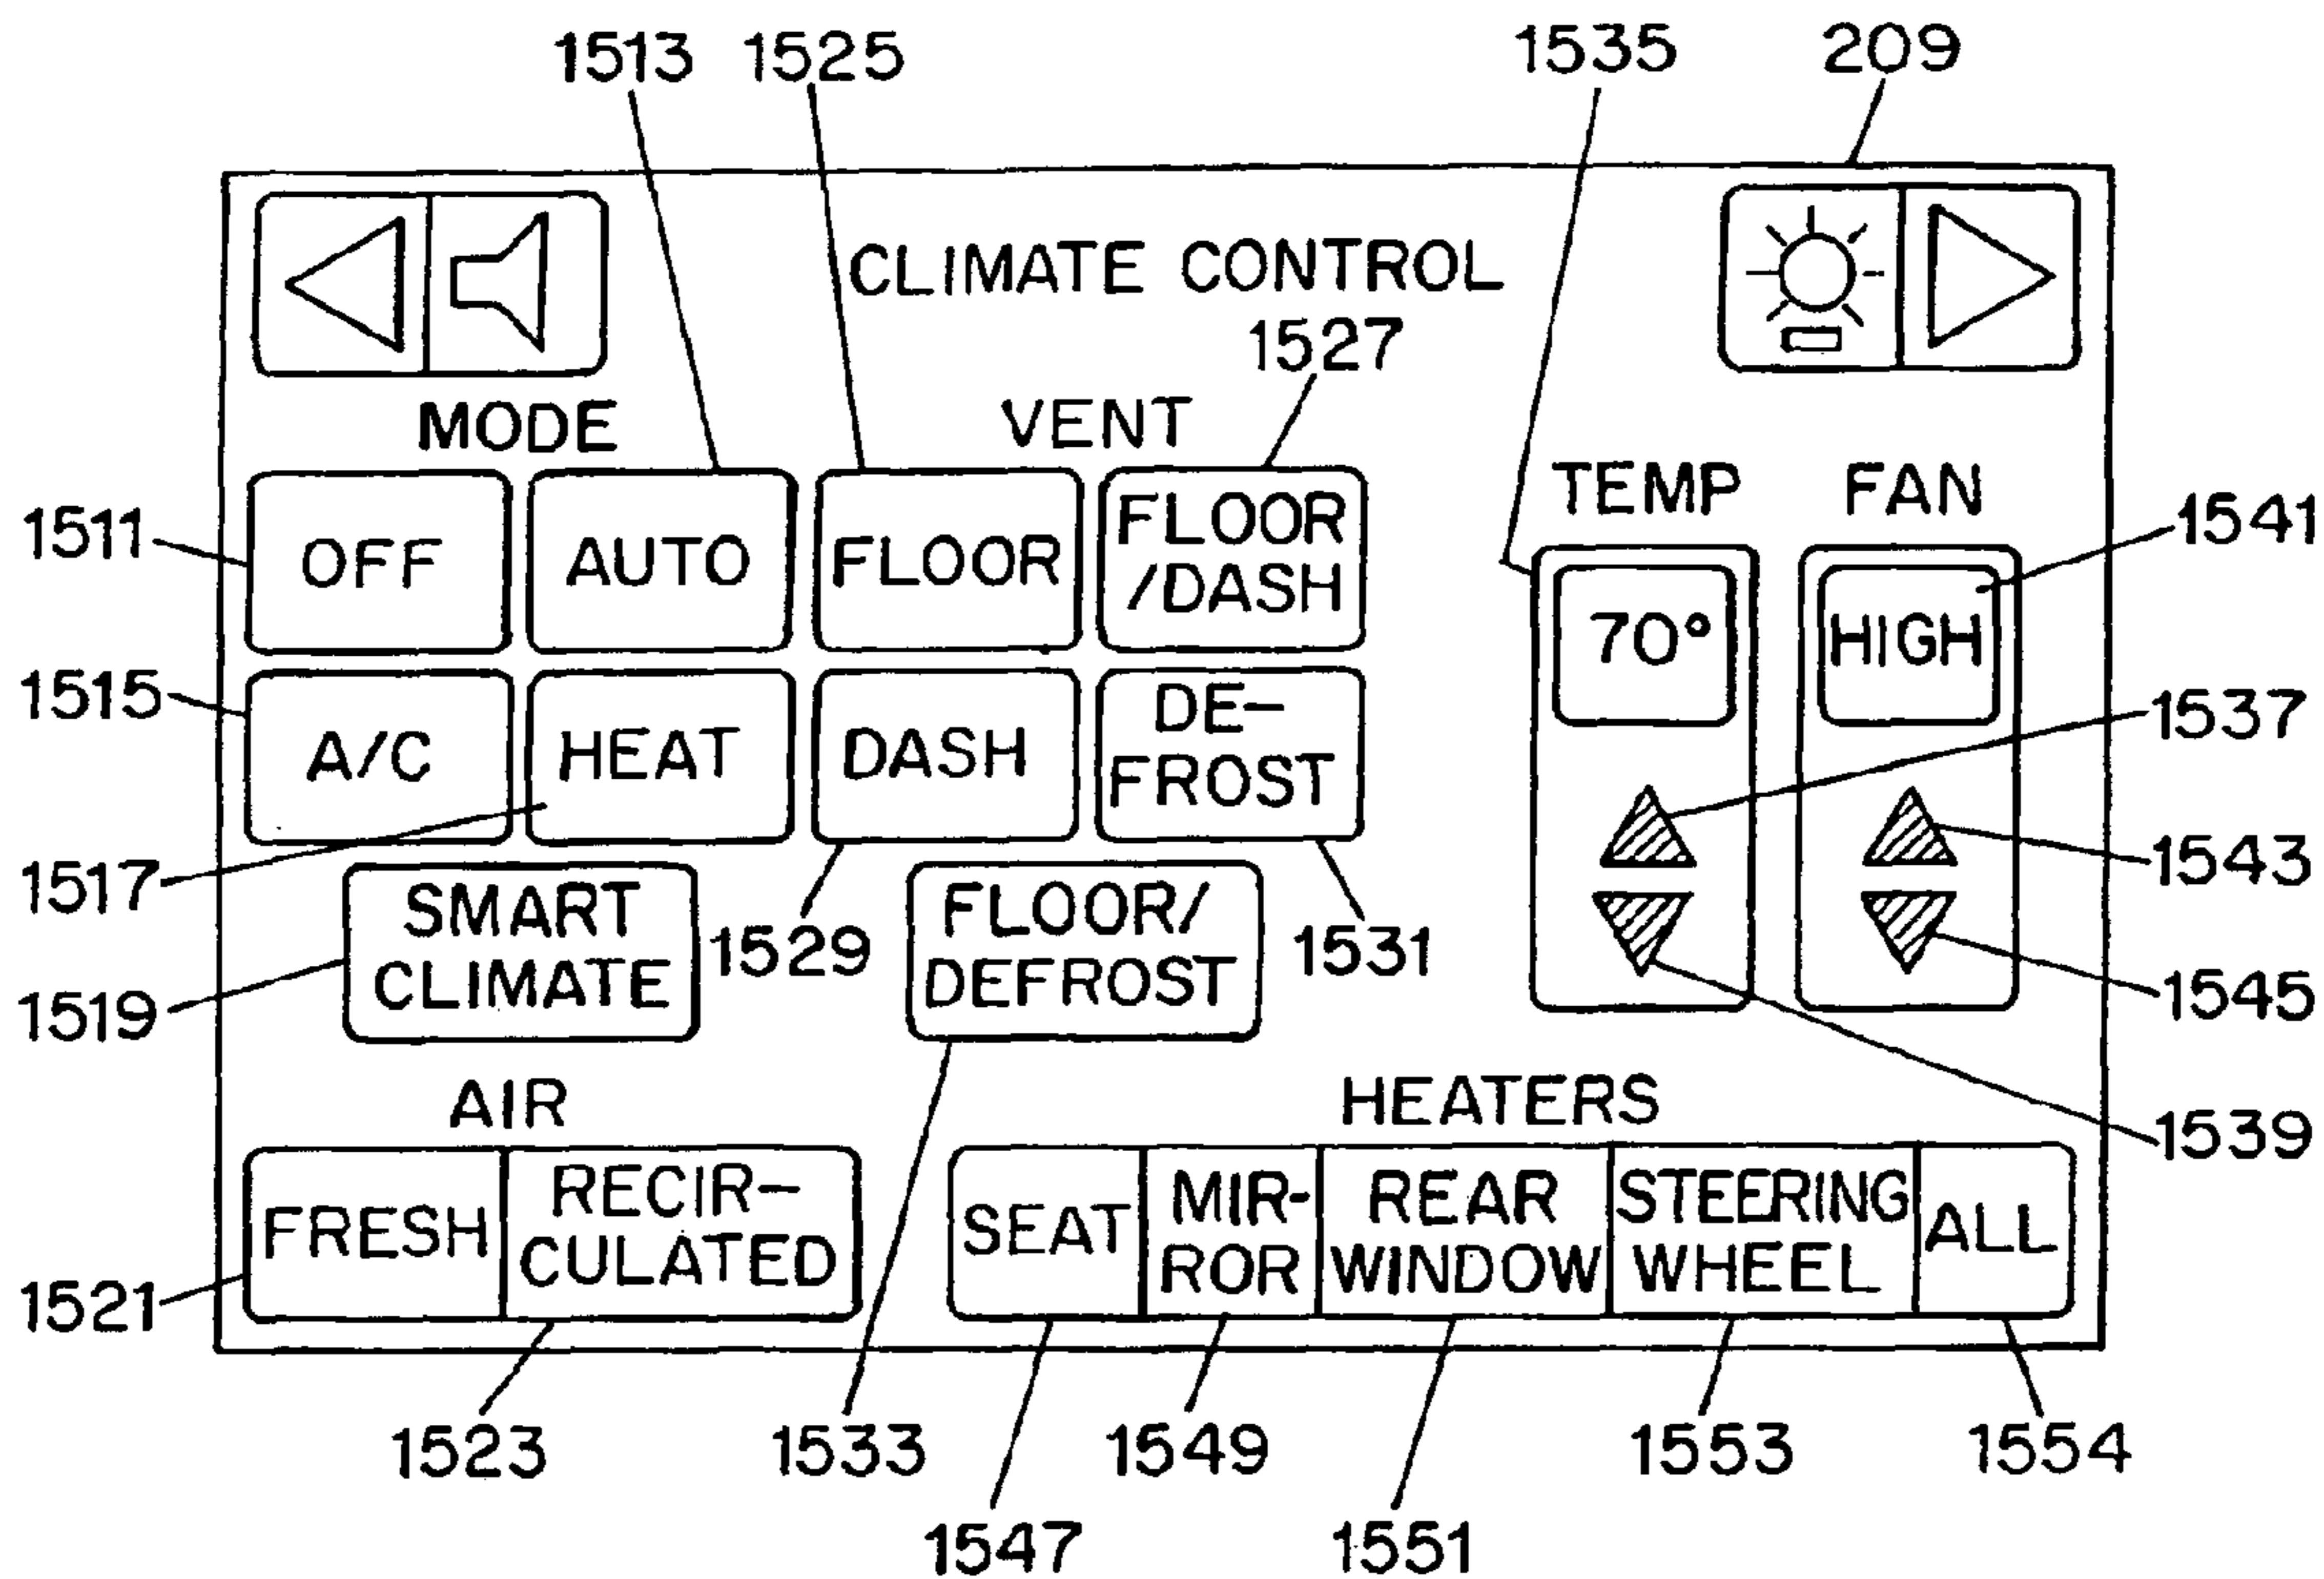 1513 1525 1535 209
CLIMATE CONTROL
1527
MODE VENT
TEMP FAN
1541
1511
OFF AUTO FLOOR FLOOR
/DASH
70° HIGH
1515
1537
A/C HEAT DASH DE-
FROST
1517
1543
SMART
CLIMATE
1529
FLOOR/
DEFROST
1531
1519
1545
AIR HEATERS
1539
FRESH RECIR-
CULATED
SEAT MIR-
ROR
REAR
WINDOW
STEERING
WHEEL
ALL
1521
1523 1533 1549 1553 1554
1547 1551